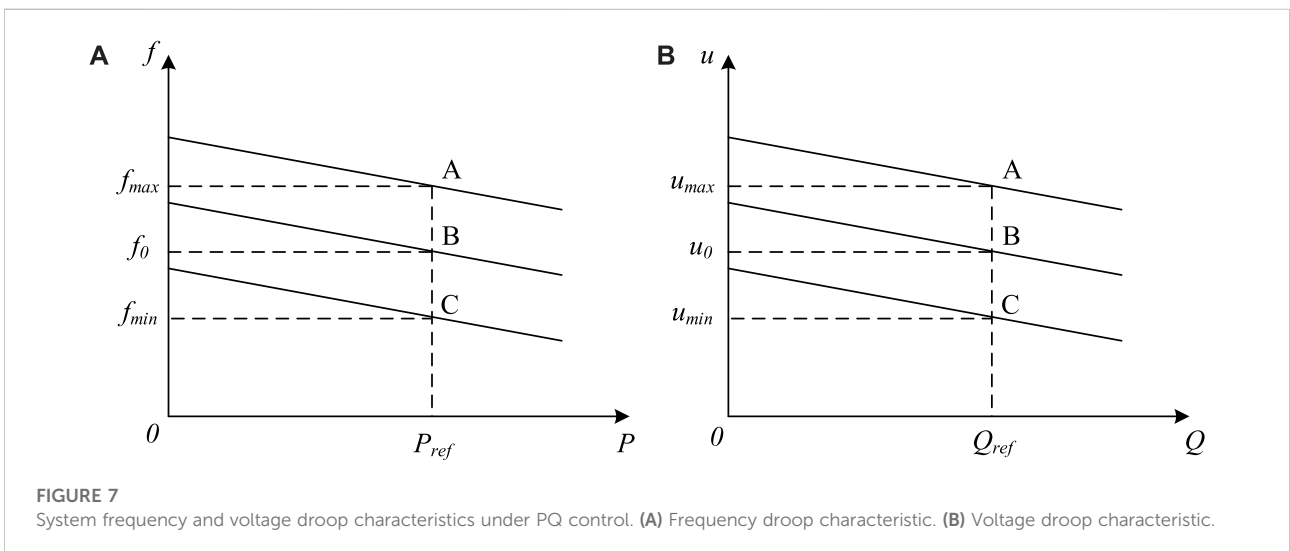 A
f
A
f_max
B
f_0
C
f_min
0
P_ref
P
B
u
A
u_max
B
u_0
C
u_min
0
Q_ref
Q
FIGURE 7
System frequency and voltage droop characteristics under PQ control. (A) Frequency droop characteristic. (B) Voltage droop characteristic.